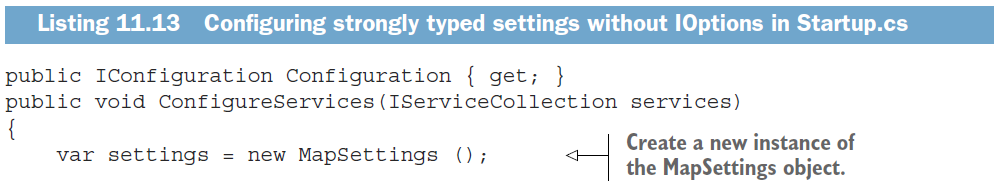 Listing 11.13 Configuring strongly typed settings without IOptions in Startup.cs
public IConfiguration Configuration { get; }
public void ConfigureServices(IServiceCollection services)
{
var settings = new MapSettings ();
Create a new instance of
the MapSettings object.